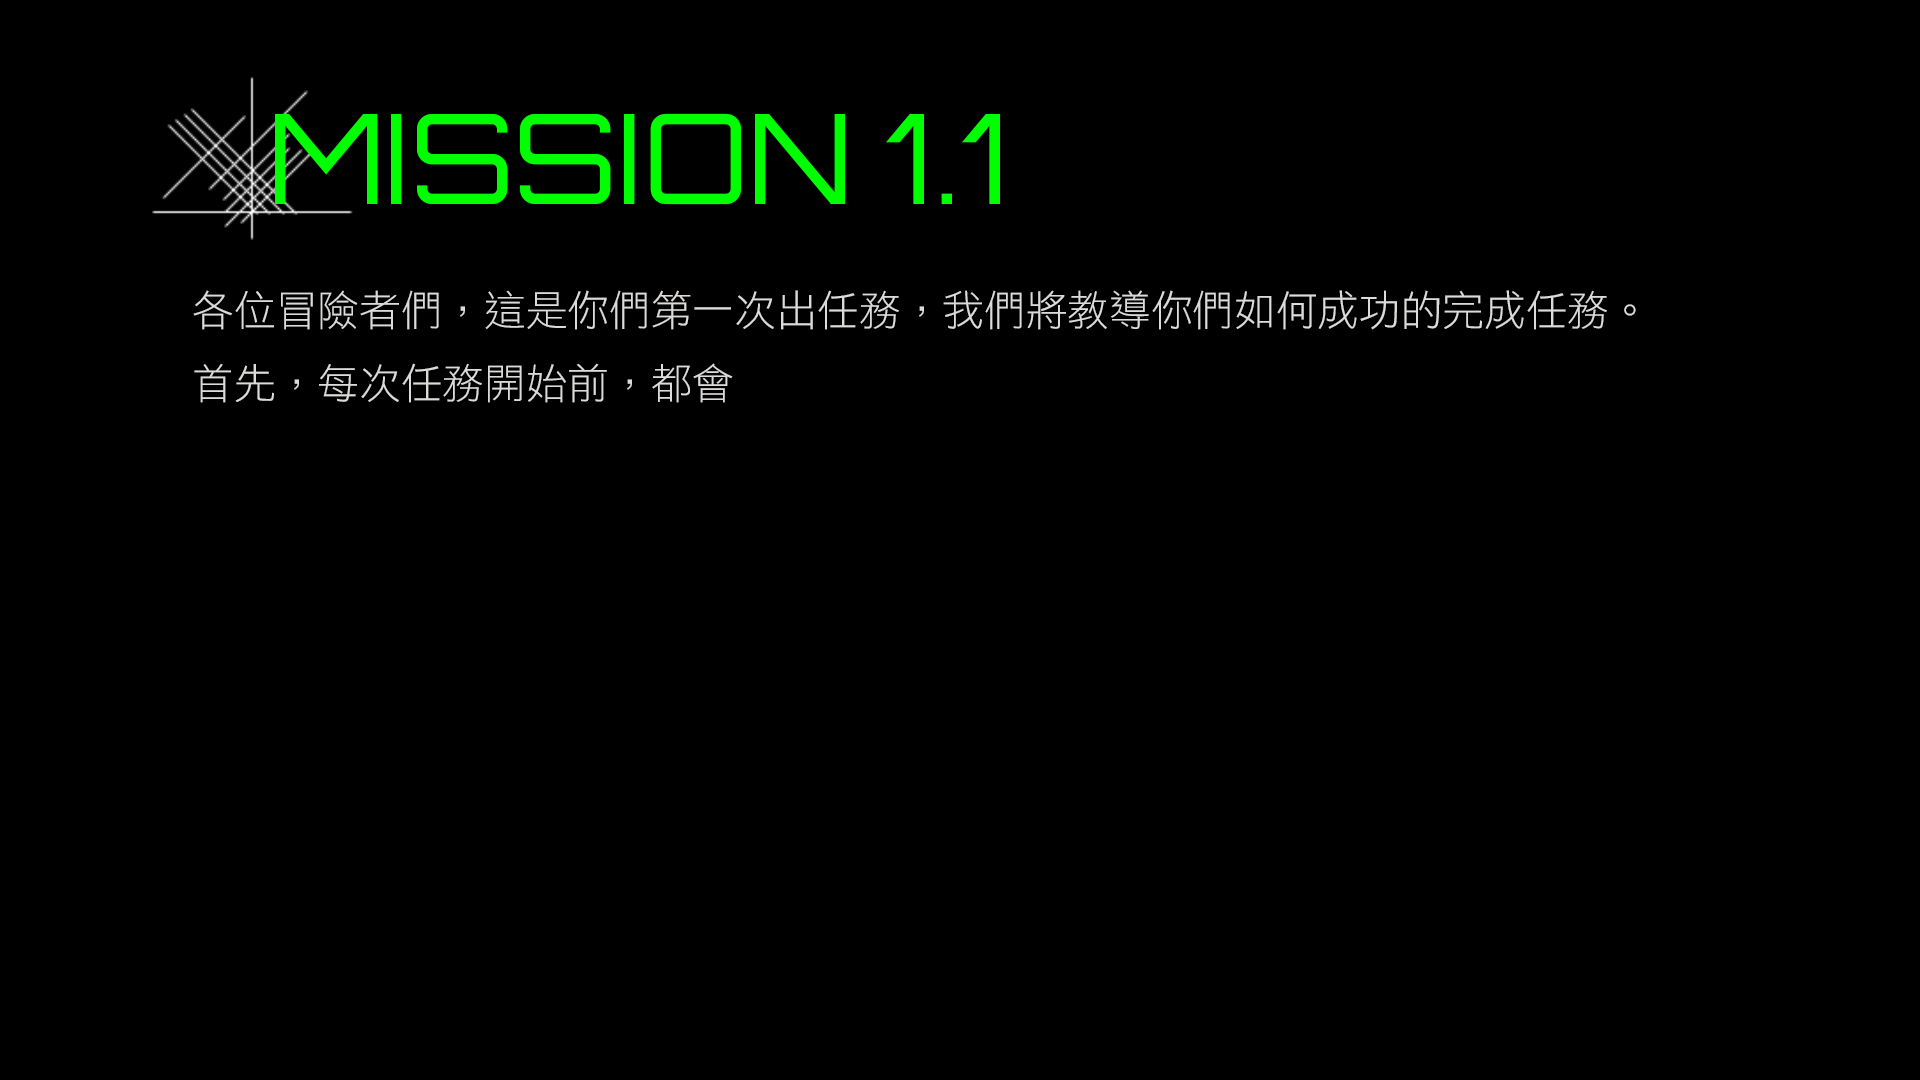 MISSION 1.1
各位冒險者們，這是你們第一次出任務，我們將教導你們如何成功的完成任務。
首先，每次任務開始前，都會